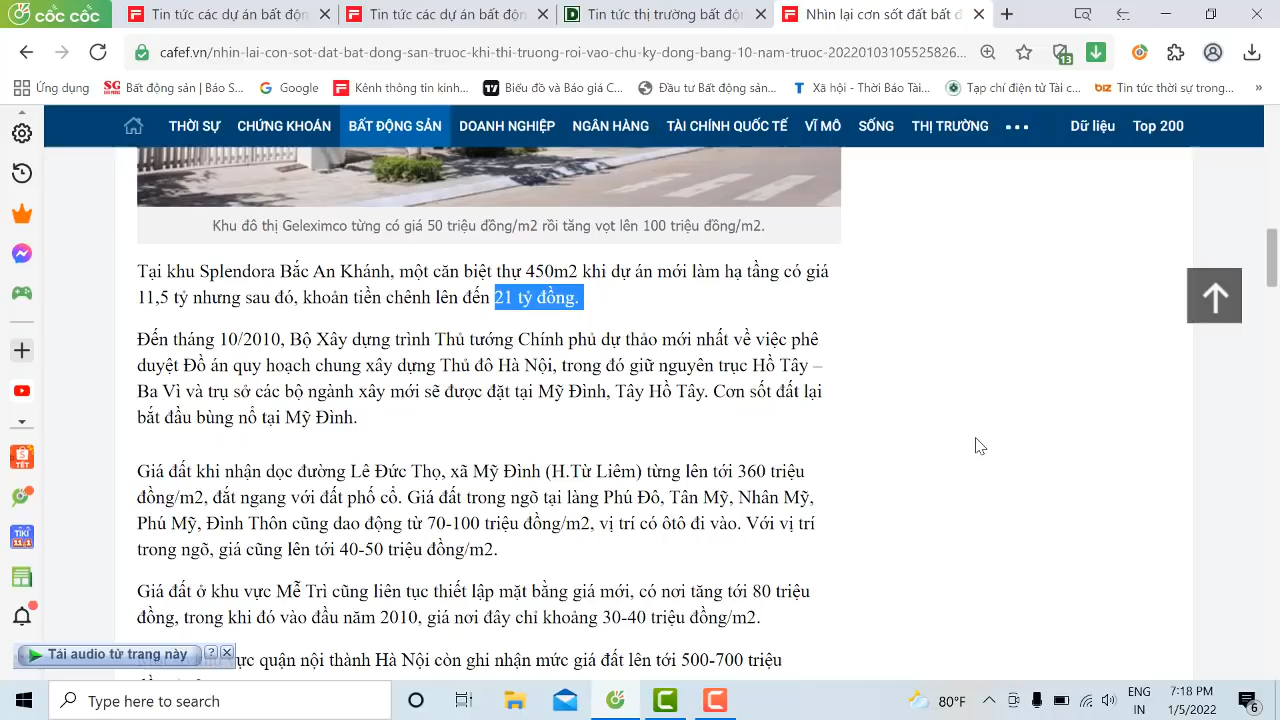 cốc cốc
Tin tức các dự án bất động
Tin tức các dự án bất động
Tin tức thị trường bất độn
Nhìn lại cơn sốt đất bất đ
cafef.vn/nhin-lai-con-sot-dat-bat-dong-san-truoc-khi-thi-truong-roi-vao-chu-ky-dong-bang-10-nam-truoc-20220103105525826...
13
Ứng dụng
SG Bất động sản | Báo S...
Google
Kênh thông tin kinh...
Biểu đồ và Báo giá C...
Đầu tư Bất động sản...
Xã hội - Thời Báo Tài...
Tạp chí điện tử Tài c...
BIZ Tin tức thời sự trong...
»
THỜI SỰ
CHỨNG KHOÁN
BẤT ĐỘNG SẢN
DOANH NGHIỆP
NGÂN HÀNG
TÀI CHÍNH QUỐC TẾ
VĨ MÔ
SỐNG
THỊ TRƯỜNG
Dữ liệu
Top 200
Khu đô thị Geleximco từng có giá 50 triệu đồng/m2 rồi tăng vọt lên 100 triệu đồng/m2.
Tại khu Splendora Bắc An Khánh, một căn biệt thự 450m2 khi dự án mới làm hạ tầng có giá
11,5 tỷ nhưng sau đó, khoản tiền chênh lên đến 21 tỷ đồng.
Đến tháng 10/2010, Bộ Xây dựng trình Thủ tướng Chính phủ dự thảo mới nhất về việc phê
duyệt Đồ án quy hoạch chung xây dựng Thủ đô Hà Nội, trong đó giữ nguyên trục Hồ Tây –
Ba Vì và trụ sở các bộ ngành xây mới sẽ được đặt tại Mỹ Đình, Tây Hồ Tây. Cơn sốt đất lại
bắt đầu bùng nổ tại Mỹ Đình.
Giá đất khi nhận dọc đường Lê Đức Thọ, xã Mỹ Đình (H.Từ Liêm) từng lên tới 360 triệu
đồng/m2, đắt ngang với đất phố cổ. Giá đất trong ngõ tại làng Phú Đô, Tân Mỹ, Nhân Mỹ,
Phú Mỹ, Đình Thôn cũng dao động từ 70-100 triệu đồng/m2, vị trí có ôtô đi vào. Với vị trí
trong ngõ, giá cũng lên tới 40-50 triệu đồng/m2.
Giá đất ở khu vực Mễ Trì cũng liên tục thiết lập mặt bằng giá mới, có nơi tăng tới 80 triệu
đồng, trong khi đó vào đầu năm 2010, giá nơi đây chỉ khoảng 30-40 triệu đồng/m2.
Tải audio từ trang này ? ×
ực quận nội thành Hà Nội còn ghi nhận mức giá đất lên tới 500-700 triệu
TẾT
TIKI
Type here to search
80°F
ENG
IN
7:18 PM
1/5/2022
6